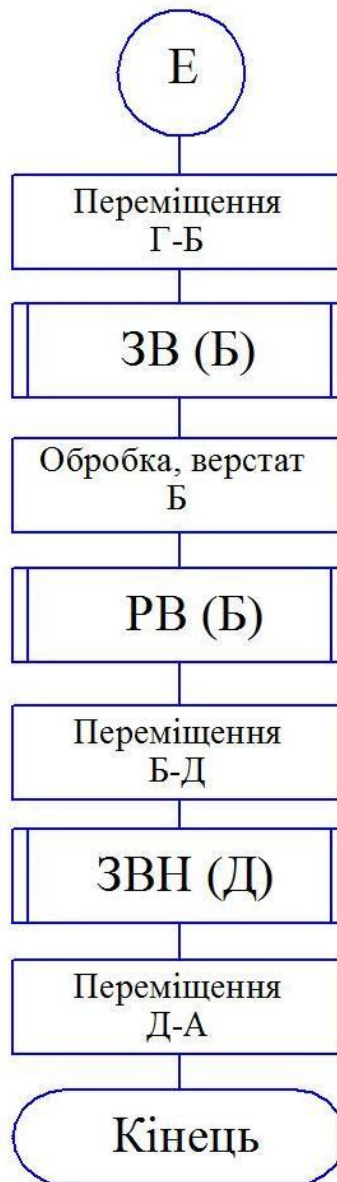 Е
Переміщення
Г-Б
ЗВ (Б)
Обробка, верстат
Б
РВ (Б)
Переміщення
Б-Д
ЗВН (Д)
Переміщення
Д-А
Кінець